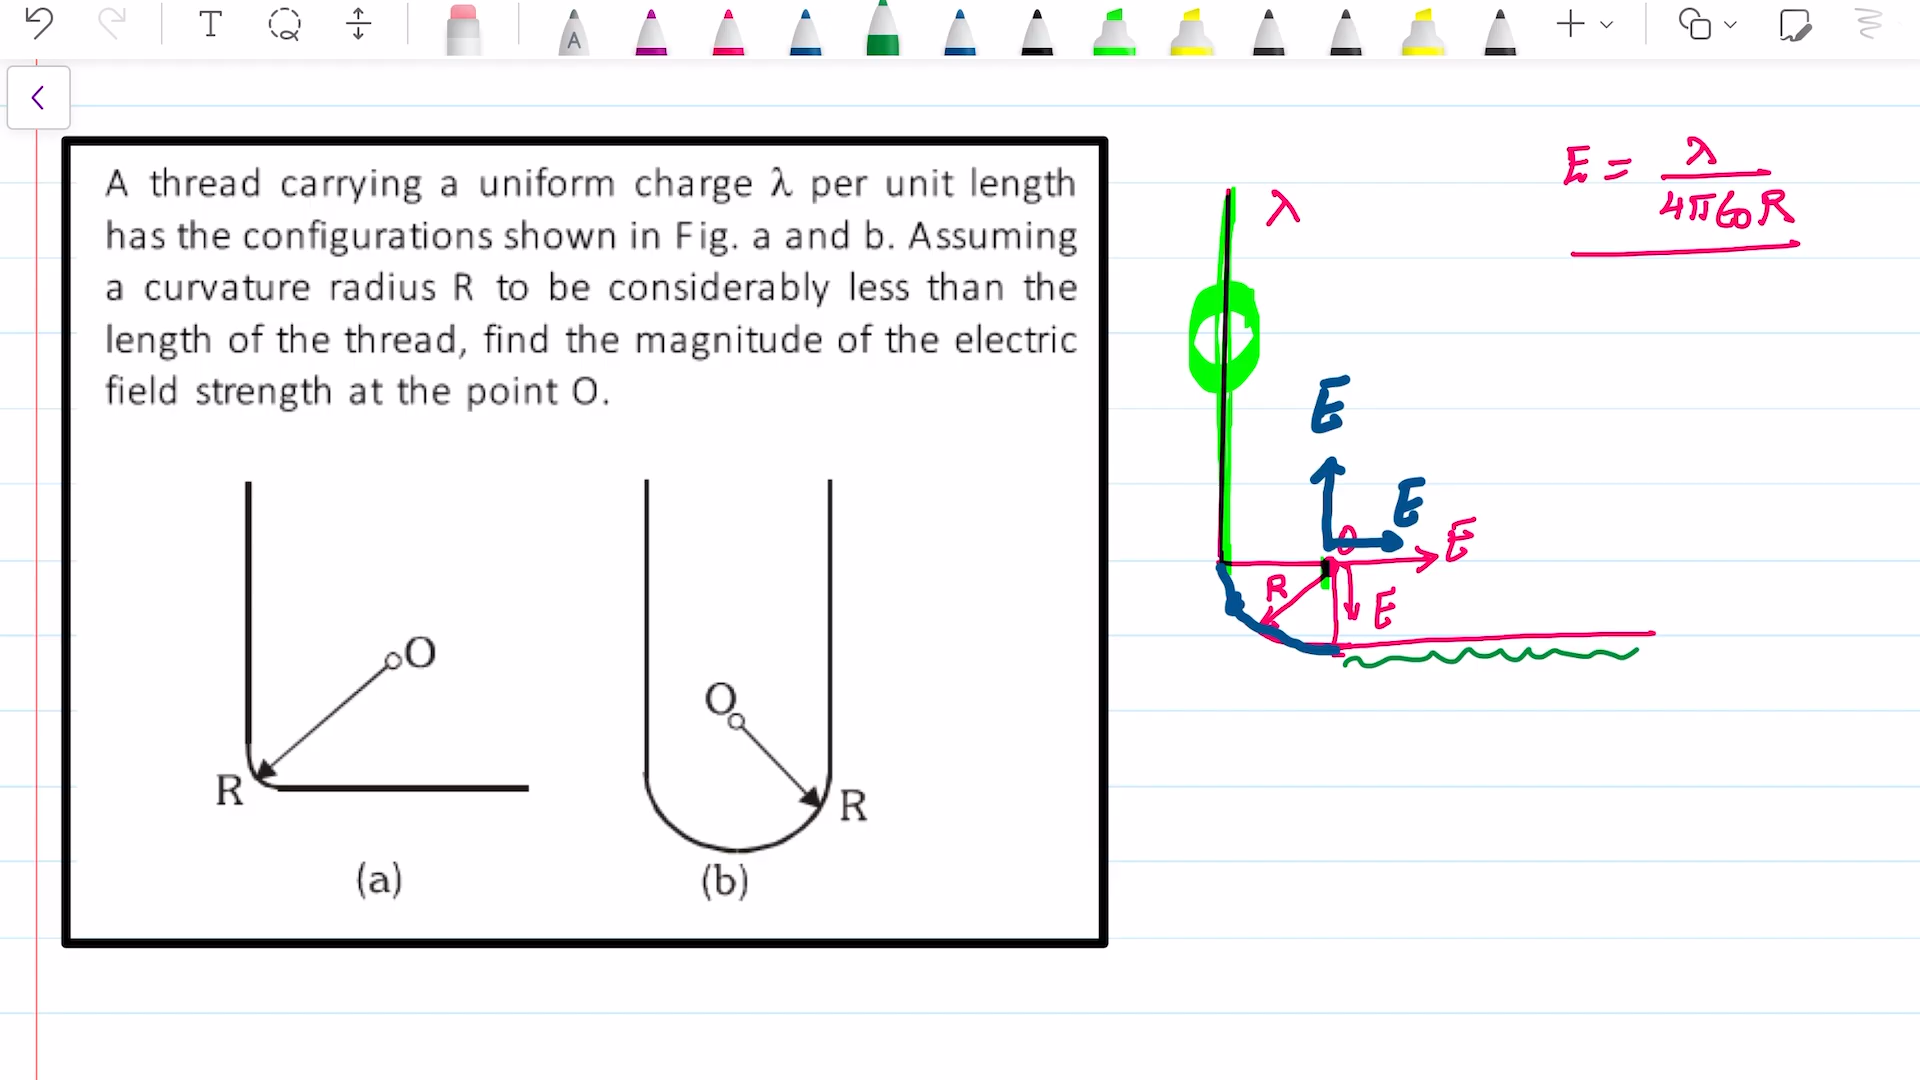 A thread carrying a uniform charge λ per unit length
has the configurations shown in Fig. a and b. Assuming
a curvature radius R to be considerably less than the
length of the thread, find the magnitude of the electric
field strength at the point O.
O
R
(a)
O
R
(b)
λ
E = λ / 4π∈₀R
E
E
O
E
R
E
T
A